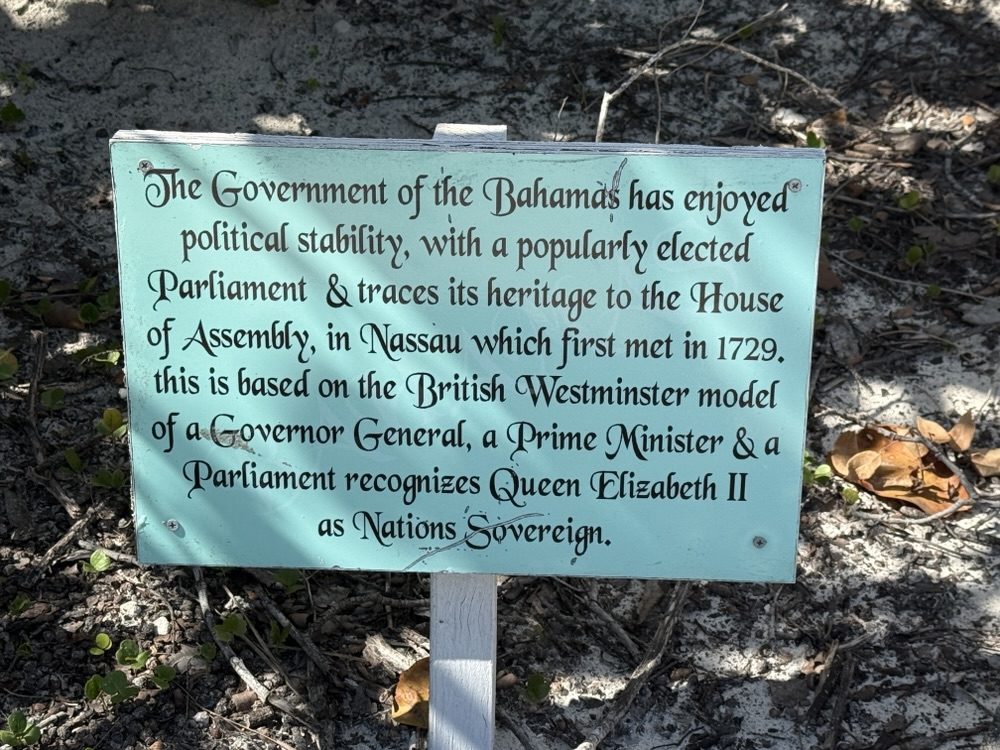 The Government of the Bahamas has enjoyed
political stability, with a popularly elected
Parliament & traces its heritage to the House
of Assembly, in Nassau which first met in 1729.
this is based on the British Westminster model
of a Governor General, a Prime Minister & a
Parliament recognizes Queen Elizabeth II
as Nations Sovereign.